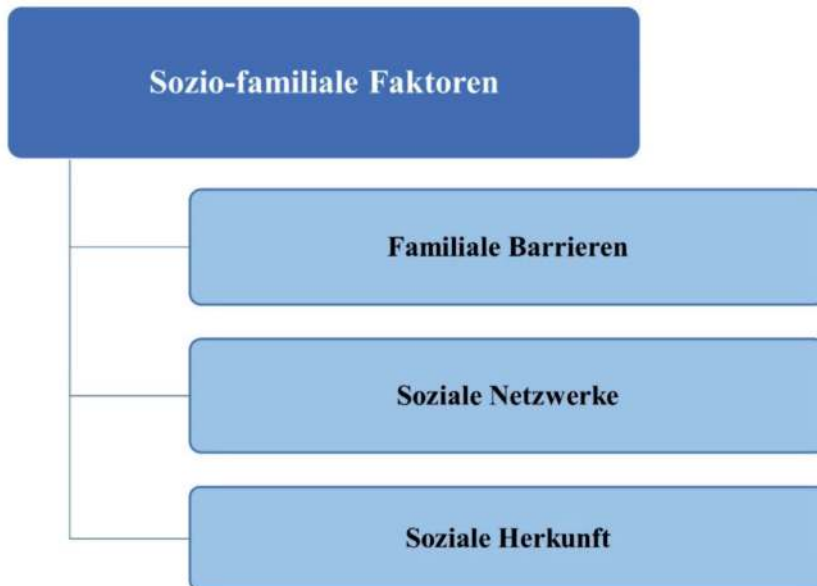 Sozio-familiale Faktoren
Familiale Barrieren
Soziale Netzwerke
Soziale Herkunft